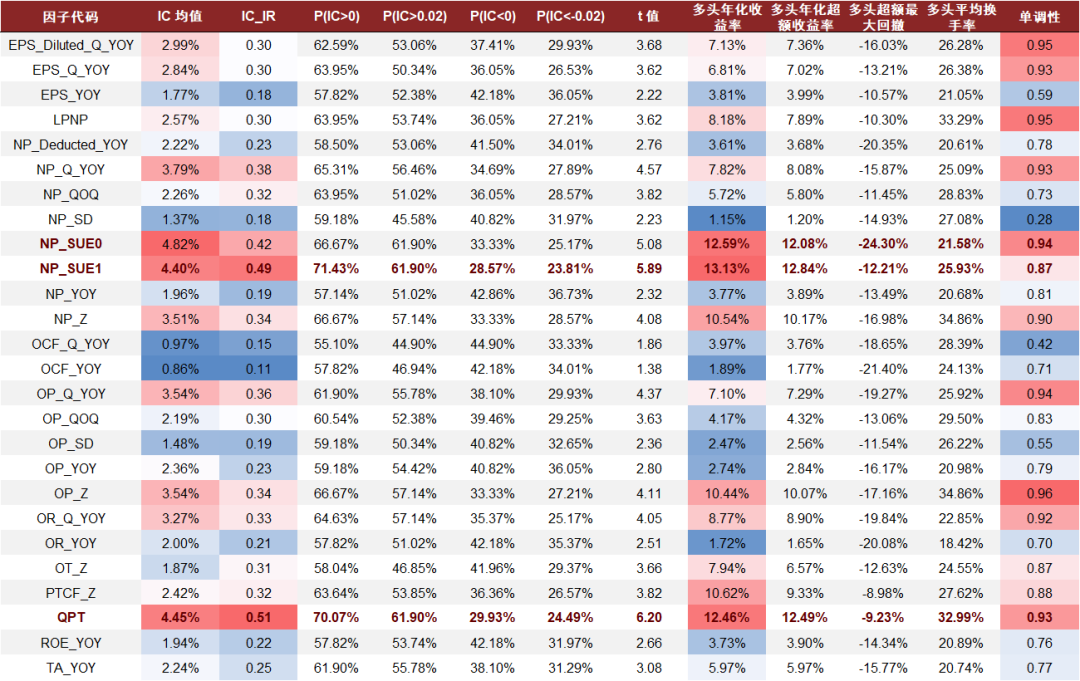 因子代码 IC 均值 IC_IR P(IC>0) P(IC>0.02) P(IC<0) P(IC<-0.02) t 值 多头年化收益率 多头年化超额收益率 多头超额最大回撤 多头平均换手率 单调性
EPS_Diluted_Q_YOY 2.99% 0.30 62.59% 53.06% 37.41% 29.93% 3.68 7.13% 7.36% -16.03% 26.28% 0.95
EPS_Q_YOY 2.84% 0.30 63.95% 50.34% 36.05% 26.53% 3.62 6.81% 7.02% -13.21% 26.38% 0.93
EPS_YOY 1.77% 0.18 57.82% 52.38% 42.18% 36.05% 2.22 3.81% 3.99% -10.57% 21.05% 0.59
LPNP 2.57% 0.30 63.95% 53.74% 36.05% 27.21% 3.62 8.18% 7.89% -10.30% 33.29% 0.95
NP_Deducted_YOY 2.22% 0.23 58.50% 53.06% 41.50% 34.01% 2.76 3.61% 3.68% -20.35% 20.61% 0.78
NP_Q_YOY 3.79% 0.38 65.31% 56.46% 34.69% 27.89% 4.57 7.82% 8.08% -15.87% 25.09% 0.93
NP_QOQ 2.26% 0.32 63.95% 51.02% 36.05% 28.57% 3.82 5.72% 5.80% -11.45% 28.83% 0.73
NP_SD 1.37% 0.18 59.18% 45.58% 40.82% 31.97% 2.23 1.15% 1.20% -14.93% 27.08% 0.28
NP_SUE0 4.82% 0.42 66.67% 61.90% 33.33% 25.17% 5.08 12.59% 12.08% -24.30% 21.58% 0.94
NP_SUE1 4.40% 0.49 71.43% 61.90% 28.57% 23.81% 5.89 13.13% 12.84% -12.21% 25.93% 0.87
NP_YOY 1.96% 0.19 57.14% 51.02% 42.86% 36.73% 2.32 3.77% 3.89% -13.49% 20.68% 0.81
NP_Z 3.51% 0.34 66.67% 57.14% 33.33% 28.57% 4.08 10.54% 10.17% -16.98% 34.86% 0.90
OCF_Q_YOY 0.97% 0.15 55.10% 44.90% 44.90% 33.33% 1.86 3.97% 3.76% -18.65% 28.39% 0.42
OCF_YOY 0.86% 0.11 57.82% 46.94% 42.18% 34.01% 1.38 1.89% 1.77% -21.40% 24.13% 0.71
OP_Q_YOY 3.54% 0.36 61.90% 55.78% 38.10% 29.93% 4.37 7.10% 7.29% -19.27% 25.92% 0.94
OP_QOQ 2.19% 0.30 60.54% 52.38% 39.46% 29.25% 3.63 4.17% 4.32% -13.06% 29.50% 0.83
OP_SD 1.48% 0.19 59.18% 50.34% 40.82% 32.65% 2.36 2.47% 2.56% -11.54% 26.22% 0.55
OP_YOY 2.36% 0.23 59.18% 54.42% 40.82% 36.05% 2.80 2.74% 2.84% -16.17% 20.98% 0.79
OP_Z 3.54% 0.34 66.67% 57.14% 33.33% 27.21% 4.11 10.44% 10.07% -17.16% 34.86% 0.96
OR_Q_YOY 3.27% 0.33 64.63% 57.14% 35.37% 25.17% 4.05 8.77% 8.90% -19.84% 22.85% 0.92
OR_YOY 2.00% 0.21 57.82% 51.02% 42.18% 35.37% 2.51 1.72% 1.65% -20.08% 18.42% 0.70
OT_Z 1.87% 0.31 58.04% 46.85% 41.96% 29.37% 3.66 7.94% 6.57% -12.63% 24.55% 0.87
PTCF_Z 2.42% 0.32 63.64% 53.85% 36.36% 26.57% 3.82 10.62% 9.33% -8.98% 27.62% 0.88
QPT 4.45% 0.51 70.07% 61.90% 29.93% 24.49% 6.20 12.46% 12.49% -9.23% 32.99% 0.93
ROE_YOY 1.94% 0.22 57.82% 53.74% 42.18% 31.97% 2.66 3.73% 3.90% -14.34% 20.89% 0.76
TA_YOY 2.24% 0.25 61.90% 55.78% 38.10% 31.29% 3.08 5.97% 5.97% -15.77% 20.74% 0.77